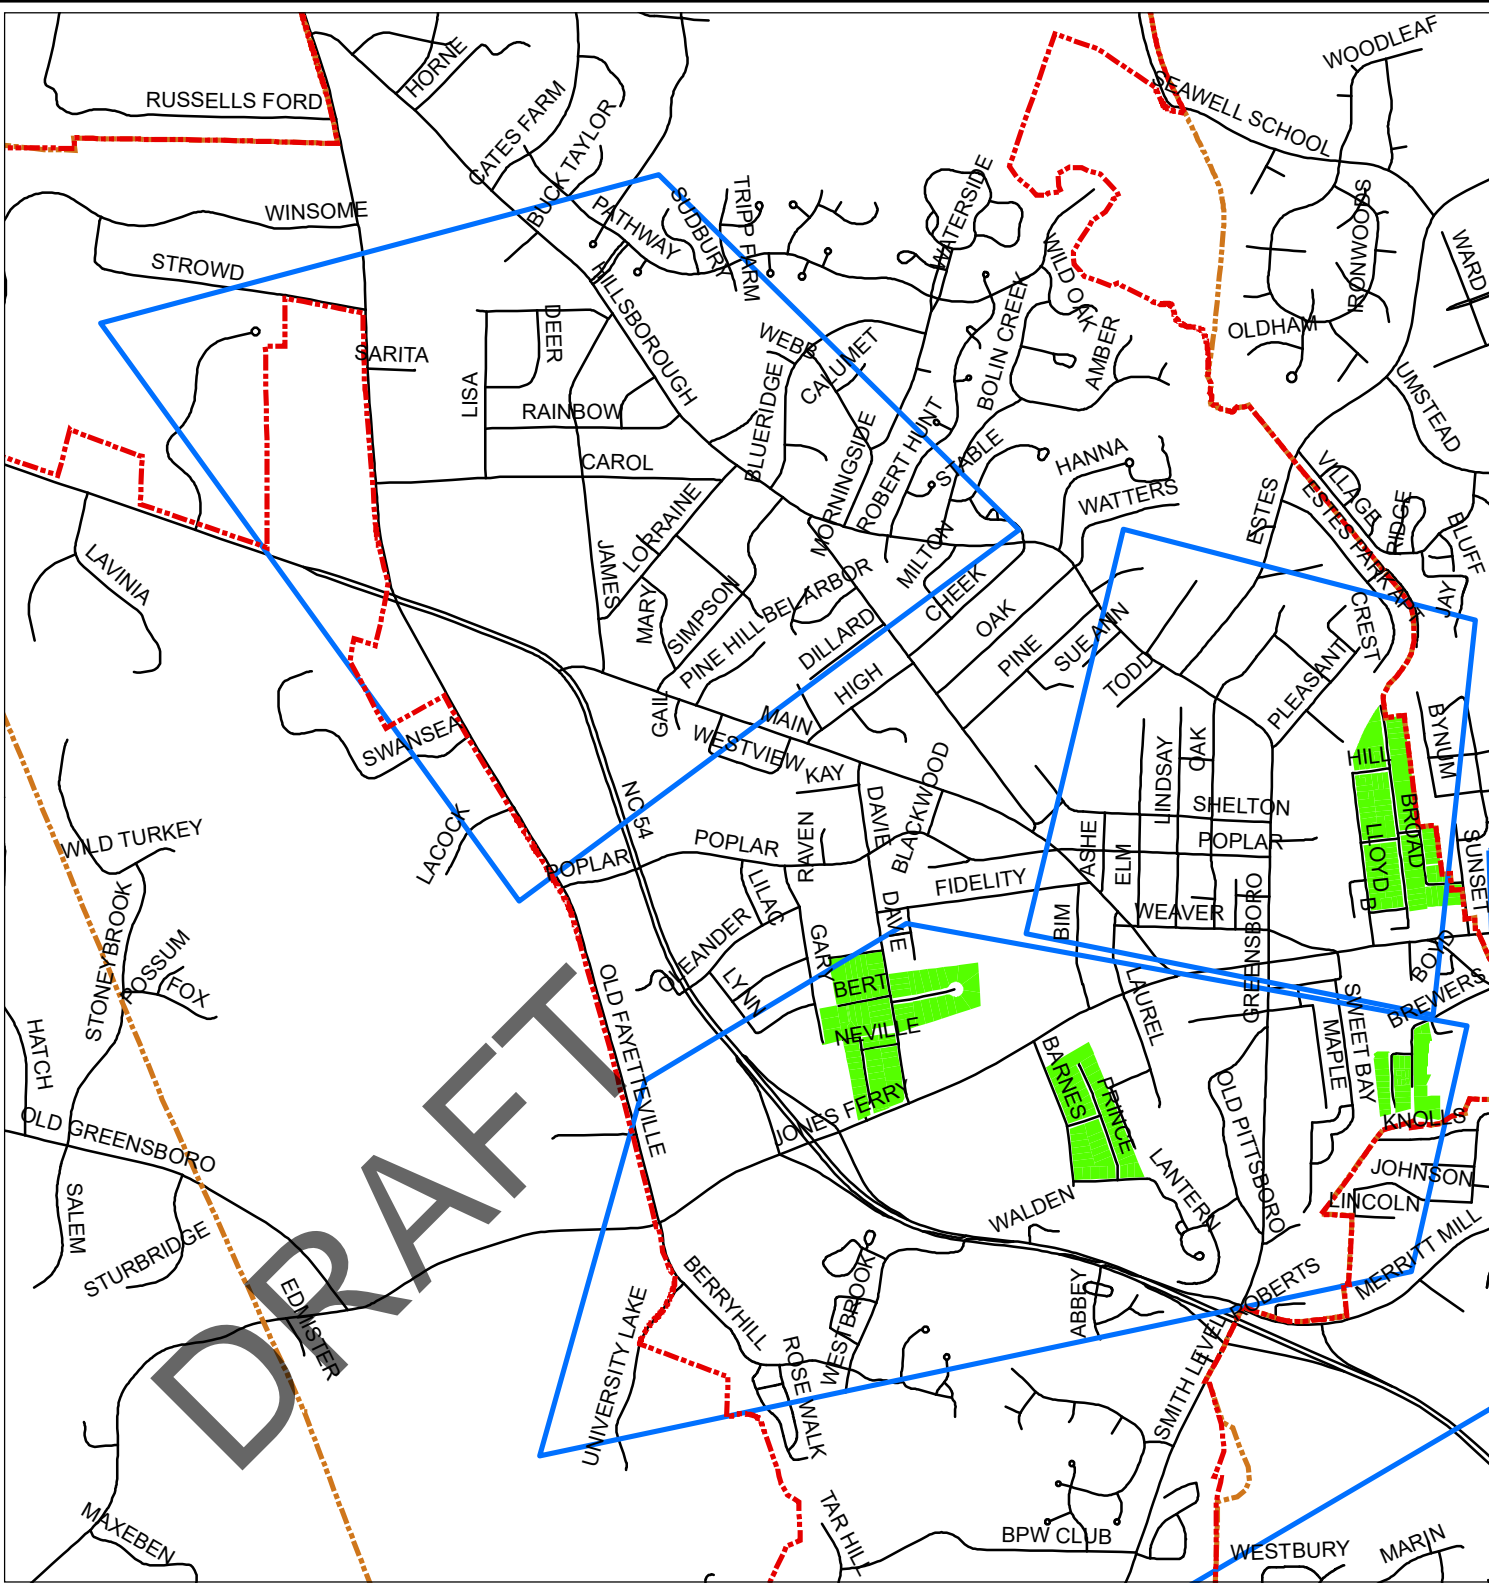 WOODLEAF
HORNE
SEAWELL SCHOOL
RUSSELLS FORD
CATES FARM
BUCK TAYLOR
WINSOME
PATHWAY
SUDBURY
TRIPP FARM
WATERSIDE
IRONWOODS
WARD
STROWD
HILLSBOROUGH
WILD OAK
DEER
WEBB
CALUMET
BOLIN CREEK
AMBER
OLDHAM
SARITA
LISA
RAINBOW
BLUERIDGE
UMSTEAD
CAROL
MORNINGSIDE
ROBERT HUNT
STABLE
HANNA
WATTERS
ESTES
VILLAGE
ESTES PARK APT
RIDGE
BLUFF
JAY
LORRAINE
JAMES
LAVINIA
MARY
SIMPSON
PINE HILL
BEL ARBOR
MILTON
CHEEK
DILLARD
OAK
PINE
SUE ANN
TODD
CREST
PLEASANT
GAIL
MAIN
HIGH
WESTVIEW
KAY
SWANSEA
NC 54
LACOCK
POPLAR
POPLAR
RAVEN
DAVIE
BLACKWOOD
LINDSAY
OAK
SHELTON
POPLAR
ASHE
ELM
HILL
BROAD
LLOYD
B
BYNUM
SUNSET
WILD TURKEY
FIDELITY
LILAC
OLEANDER
DAVIE
BIM
WEAVER
GREENSBORO
STONEYBROOK
POSSUM
FOX
LYNN
GARY
BERT
NEVILLE
BOYD
BREWERS
LAUREL
SWEET BAY
MAPLE
HATCH
OLD FAYETTEVILLE
BARNES
PRINCE
OLD PITTSBORO
KNOLLS
OLD GREENSBORO
JONES FERRY
JOHNSON
LINCOLN
SALEM
STURBRIDGE
WALDEN
LANTERN
MERRITT MILL
ROBERTS
EDMISTER
UNIVERSITY LAKE
BERRYHILL
WESTBROOK
ABBEY
ROSE WALK
SMITH LEVEL
DRAFT
MAXEBEN
TAR HILL
BPW CLUB
WESTBURY
MARIN